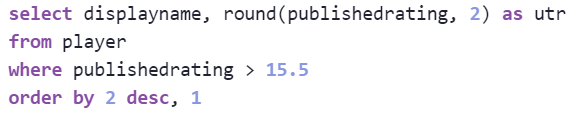 select displayname, round(publishedrating, 2) as utr
from player
where publishedrating > 15.5
order by 2 desc, 1